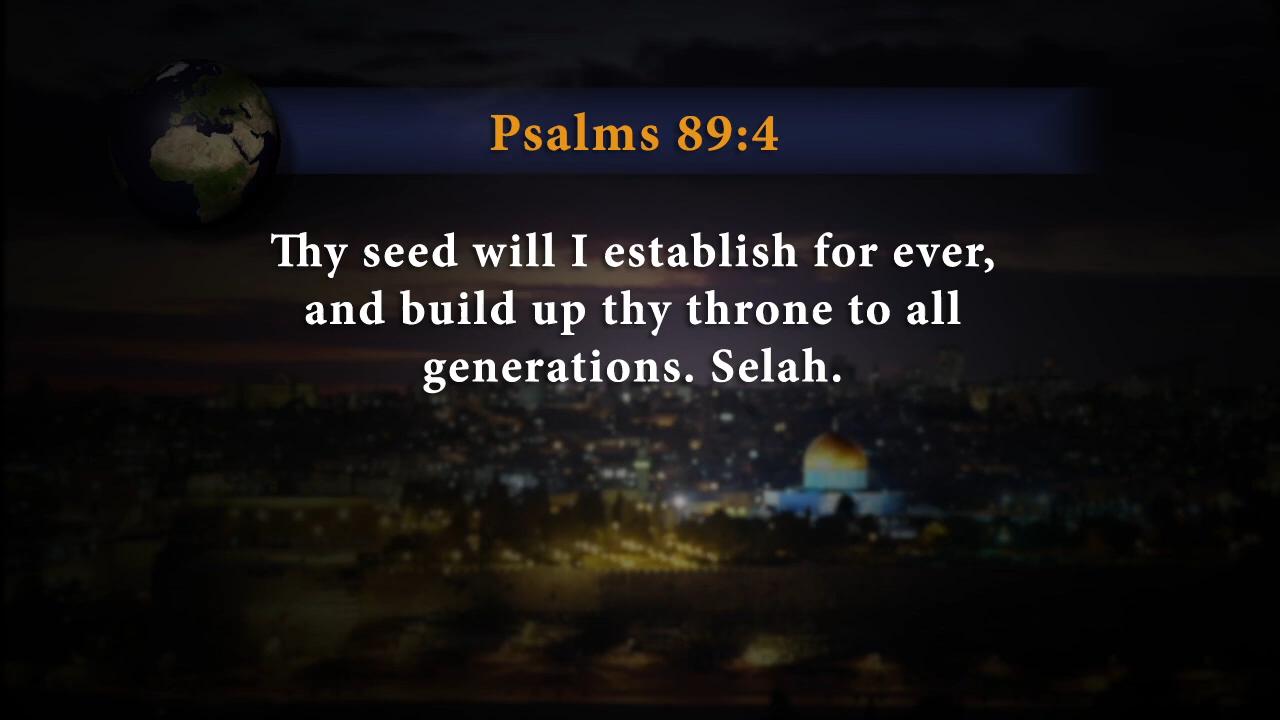 Psalms 89:4
Thy seed will I establish for ever,
and build up thy throne to all
generations. Selah.